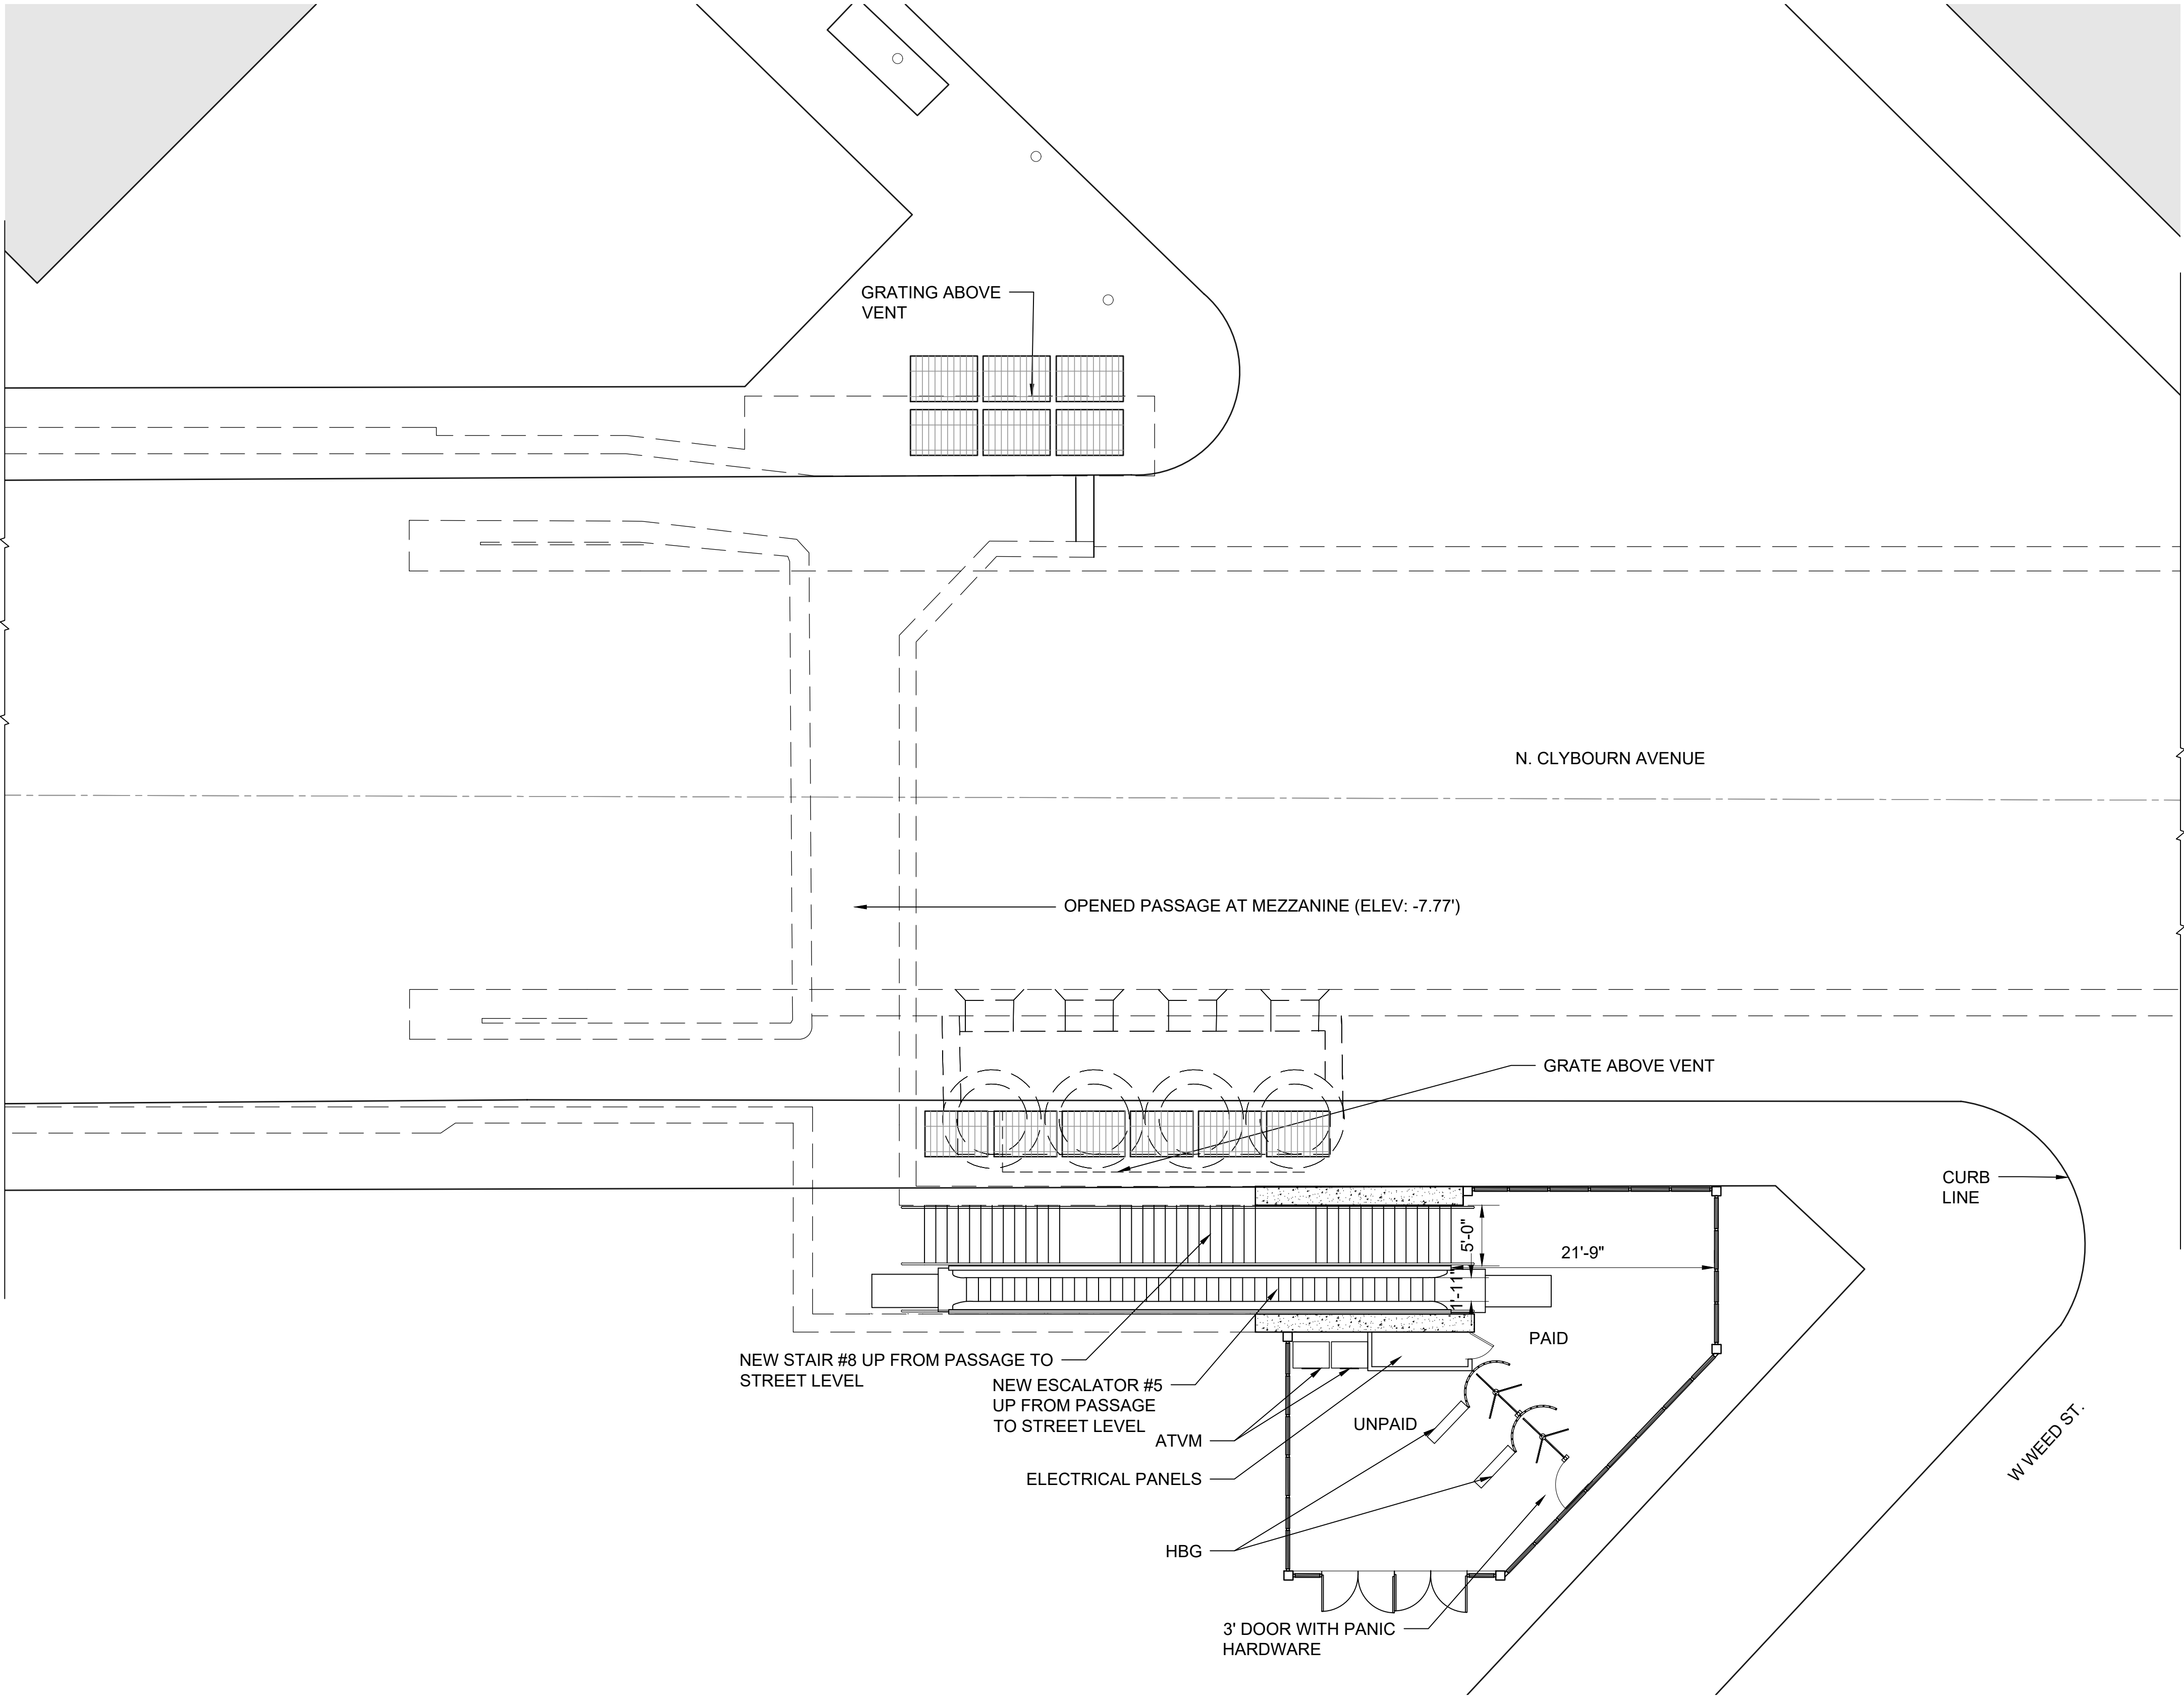 GRATING ABOVE
VENT
N. CLYBOURN AVENUE
OPENED PASSAGE AT MEZZANINE (ELEV: -7.77')
GRATE ABOVE VENT
CURB
LINE
5'-0"
21'-9"
1'-11"
PAID
NEW STAIR #8 UP FROM PASSAGE TO
STREET LEVEL
NEW ESCALATOR #5
UP FROM PASSAGE
TO STREET LEVEL
UNPAID
ATVM
W WEED ST.
ELECTRICAL PANELS
HBG
3' DOOR WITH PANIC
HARDWARE